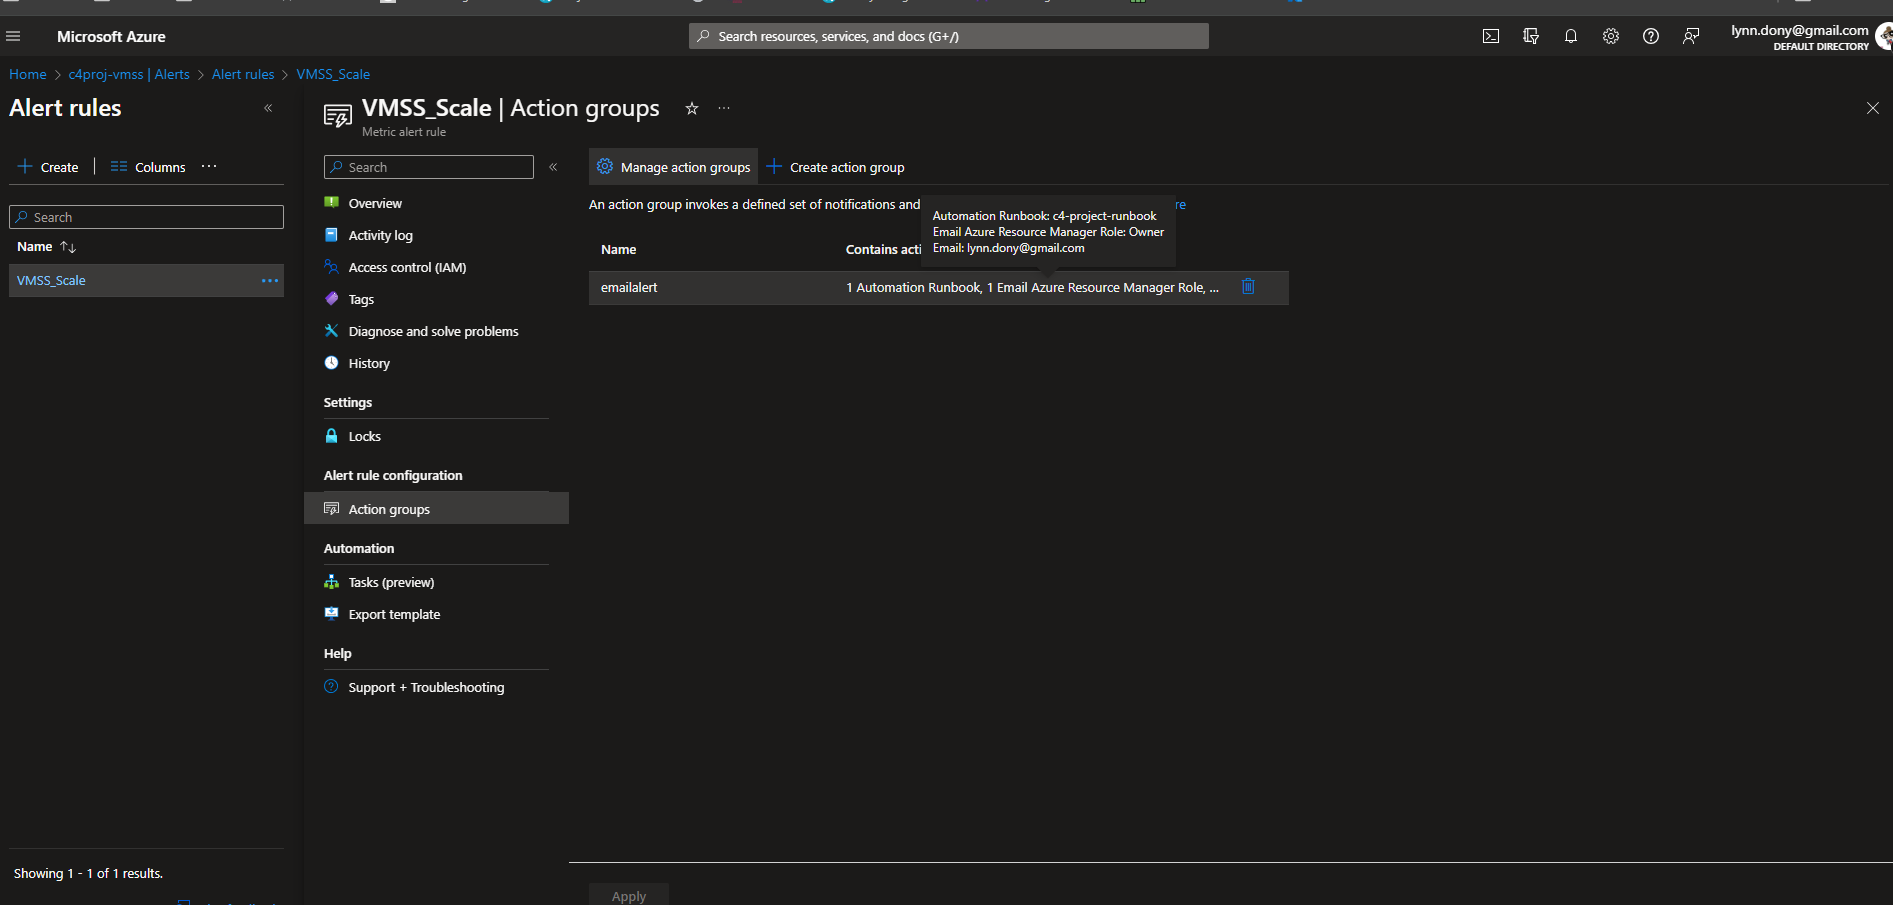 Microsoft Azure
Search resources, services, and docs (G+/)
lynn.dony@gmail.com
DEFAULT DIRECTORY
Home > c4proj-vmss | Alerts > Alert rules > VMSS_Scale
Alert rules
«
Create
Columns
...
Search
Name ↑↓
VMSS_Scale
...
Showing 1 - 1 of 1 results.
VMSS_Scale | Action groups
...
Metric alert rule
Search
«
Overview
Activity log
Access control (IAM)
Tags
Diagnose and solve problems
History
Settings
Locks
Alert rule configuration
Action groups
Automation
Tasks (preview)
Export template
Help
Support + Troubleshooting
Manage action groups
Create action group
An action group invokes a defined set of notifications and
Automation Runbook: c4-project-runbook
Email Azure Resource Manager Role: Owner
Email: lynn.dony@gmail.com
Name
Contains
emailalert
1 Automation Runbook, 1 Email Azure Resource Manager Role, ...
Apply